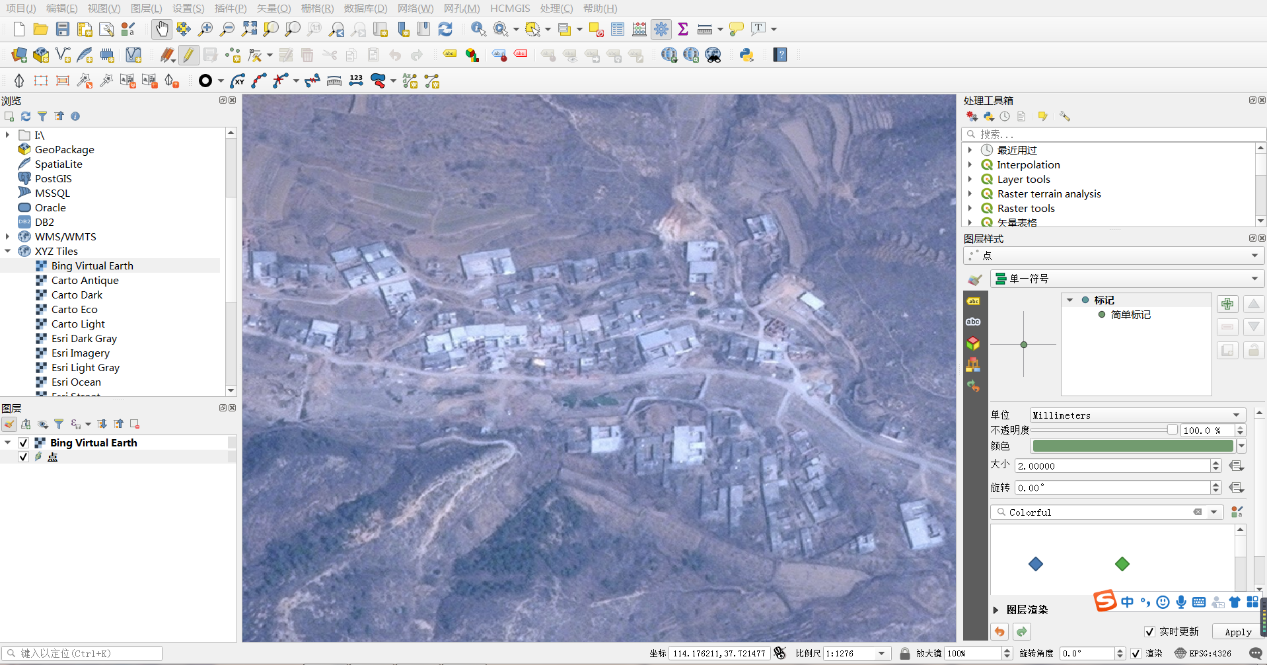 项目(J) 编辑(E) 视图(V) 图层(L) 设置(S) 插件(P) 矢量(O) 栅格(R) 数据库(D) 网络(W) 网孔(M) HCMGIS 处理(C) 帮助(H)
浏览
I:\
GeoPackage
SpatiaLite
PostGIS
MSSQL
Oracle
DB2
WMS/WMTS
XYZ Tiles
Bing Virtual Earth
Carto Antique
Carto Dark
Carto Eco
Carto Light
Esri Dark Gray
Esri Imagery
Esri Light Gray
Esri Ocean
Esri Street
图层
Bing Virtual Earth
点
键入以定位(Ctrl+K)
处理工具箱
搜索...
最近用过
Interpolation
Layer tools
Raster terrain analysis
Raster tools
矢量表格
图层样式
点
单一符号
标记
简单标记
单位 Millimeters
不透明度 100.0 %
颜色
大小 2.00000
旋转 0.00°
Colorful
中
图层渲染
实时更新 Apply
坐标 114.176211,37.721477 比例尺 1:1276 放大镜 100% 旋转角度 0.0° 渲染 EPSG:4326